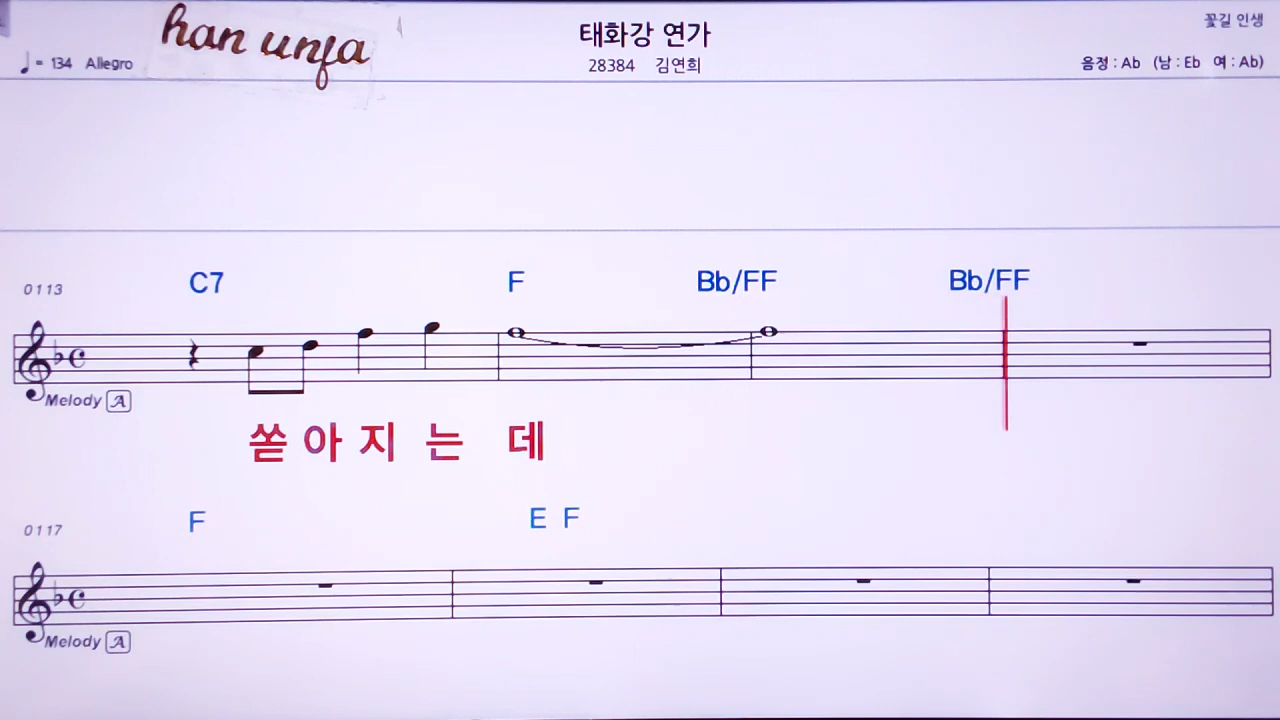 han unfa
태화강 연가
꽃길 인생
♩= 134 Allegro
28384 김연희
음정 : Ab (남 : Eb 여 : Ab)
0113 C7 F Bb/FF Bb/FF
Melody A
쏟아지는 데
0117 F E F
Melody A